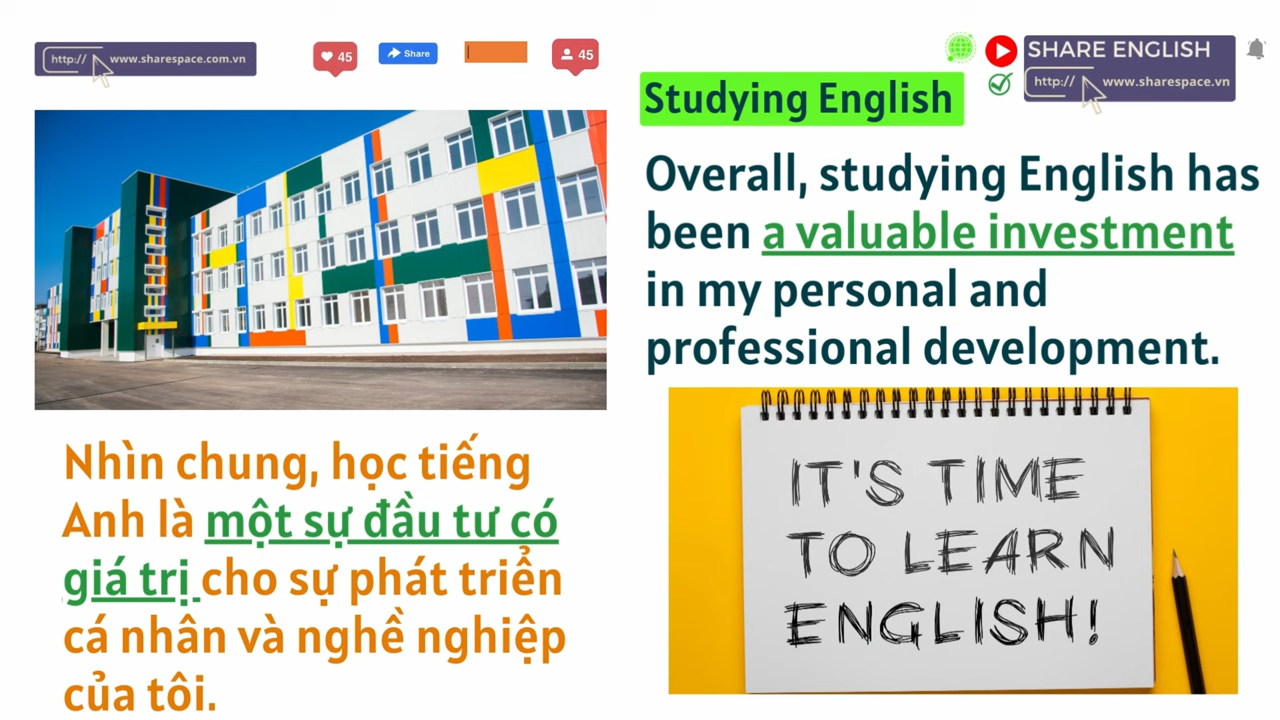 http:// www.sharespace.com.vn
45
Share
45
SHARE ENGLISH
http:// www.sharespace.vn
Studying English
Overall, studying English has
been a valuable investment
in my personal and
professional development.
IT'S TIME
TO LEARN
ENGLISH!
Nhìn chung, học tiếng
Anh là một sự đầu tư có
giá trị cho sự phát triển
cá nhân và nghề nghiệp
của tôi.